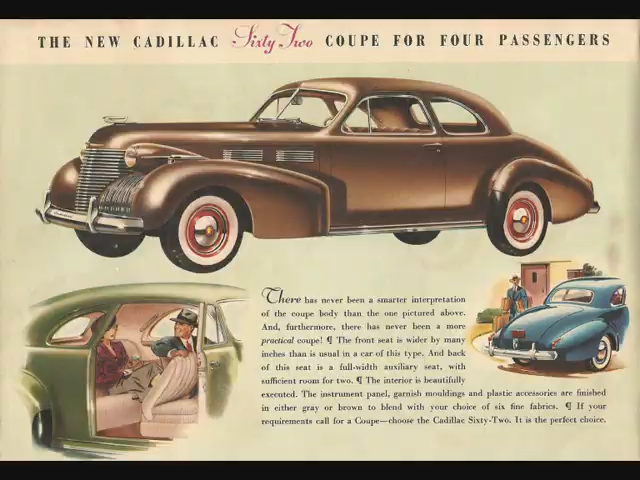 THE NEW CADILLAC Sixty Two COUPE FOR FOUR PASSENGERS
There has never been a smarter interpretation
of the coupe body than the one pictured above.
And, furthermore, there has never been a more
practical coupe! ¶ The front seat is wider by many
inches than is usual in a car of this type. And back
of this seat is a full-width auxiliary seat, with
sufficient room for two. ¶ The interior is beautifully
executed. The instrument panel, garnish mouldings and plastic accessories are finished
in either gray or brown to blend with your choice of six fine fabrics. ¶ If your
requirements call for a Coupe—choose the Cadillac Sixty-Two. It is the perfect choice.